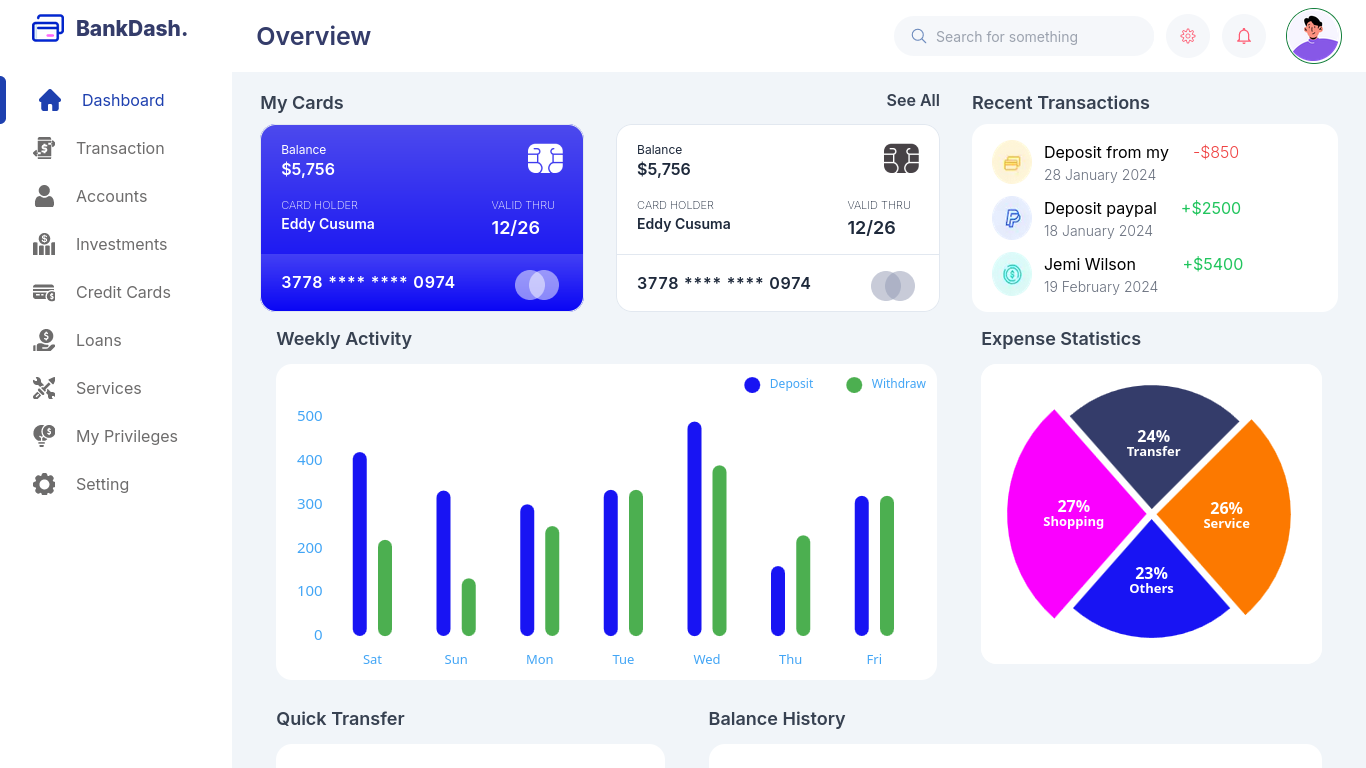 BankDash.
Overview
Search for something
Dashboard
Transaction
Accounts
Investments
Credit Cards
Loans
Services
My Privileges
Setting
My Cards
See All
Balance
$5,756
CARD HOLDER
Eddy Cusuma
VALID THRU
12/26
3778 **** **** 0974
Balance
$5,756
CARD HOLDER
Eddy Cusuma
VALID THRU
12/26
3778 **** **** 0974
Recent Transactions
Deposit from my -$850
28 January 2024
Deposit paypal +$2500
18 January 2024
Jemi Wilson +$5400
19 February 2024
Weekly Activity
Deposit Withdraw
500
400
300
200
100
0
Sat Sun Mon Tue Wed Thu Fri
Expense Statistics
24%
Transfer
27%
Shopping
26%
Service
23%
Others
Quick Transfer
Balance History